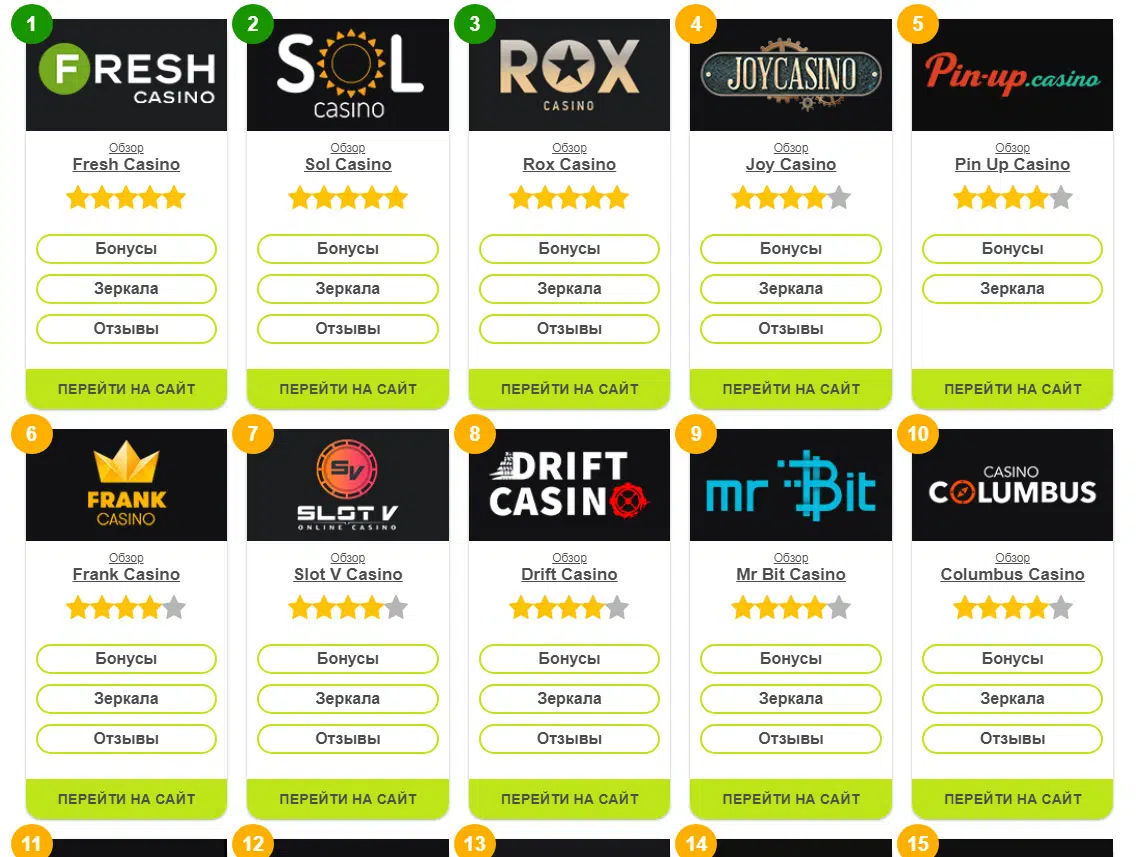 1
FRESH
CASINO
Обзор
Fresh Casino
Бонусы
Зеркала
Отзывы
ПЕРЕЙТИ НА САЙТ
2
SOL
casino
Обзор
Sol Casino
Бонусы
Зеркала
Отзывы
ПЕРЕЙТИ НА САЙТ
3
ROX
CASINO
Обзор
Rox Casino
Бонусы
Зеркала
Отзывы
ПЕРЕЙТИ НА САЙТ
4
JOYCASINO
Обзор
Joy Casino
Бонусы
Зеркала
Отзывы
ПЕРЕЙТИ НА САЙТ
5
Pin-up.casino
Обзор
Pin Up Casino
Бонусы
Зеркала
ПЕРЕЙТИ НА САЙТ
6
FRANK
CASINO
Обзор
Frank Casino
Бонусы
Зеркала
Отзывы
ПЕРЕЙТИ НА САЙТ
7
SV
SLOT V
ONLINE CASINO
Обзор
Slot V Casino
Бонусы
Зеркала
Отзывы
ПЕРЕЙТИ НА САЙТ
8
DRIFT
CASINO
Обзор
Drift Casino
Бонусы
Зеркала
Отзывы
ПЕРЕЙТИ НА САЙТ
9
mr Bit
Обзор
Mr Bit Casino
Бонусы
Зеркала
Отзывы
ПЕРЕЙТИ НА САЙТ
10
CASINO
COLUMBUS
Обзор
Columbus Casino
Бонусы
Зеркала
Отзывы
ПЕРЕЙТИ НА САЙТ
11
12
13
14
15